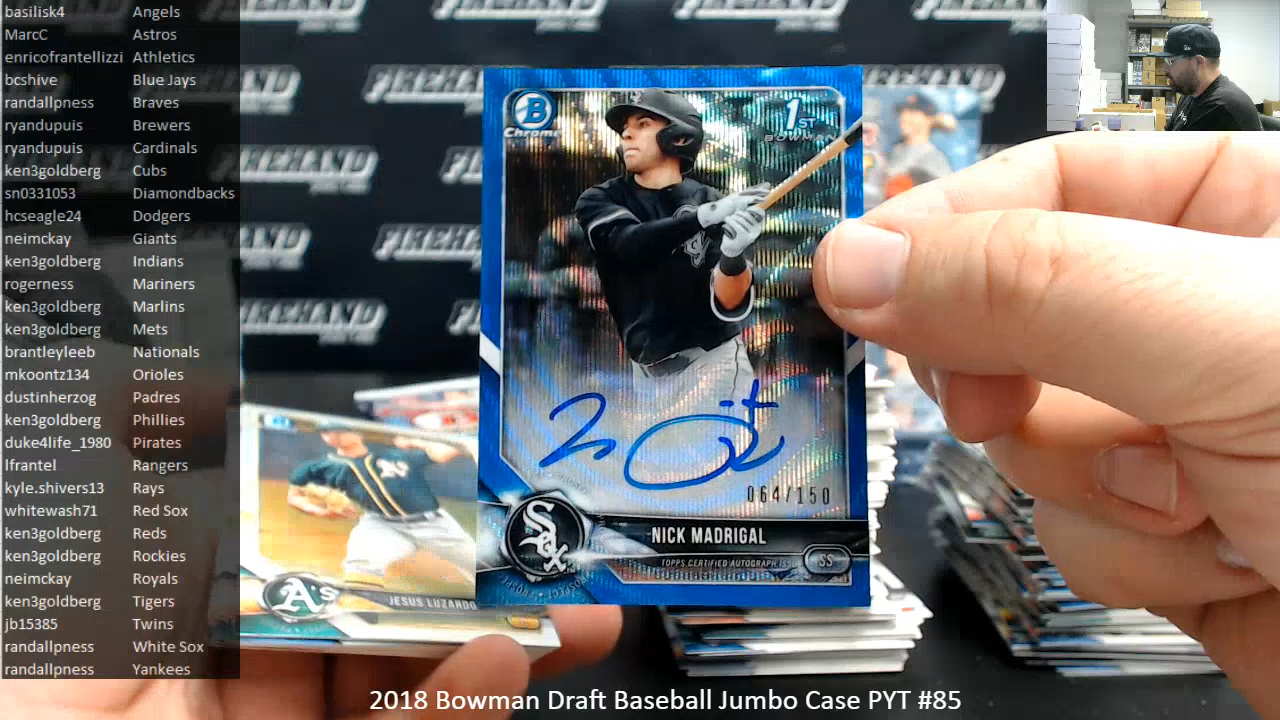 basilisk4 Angels
MarcC Astros
enricofrantellizzi Athletics
bcshive Blue Jays
randallpness Braves
ryandupuis Brewers
ryandupuis Cardinals
ken3goldberg Cubs
sn0331053 Diamondbacks
hcseagle24 Dodgers
neimckay Giants
ken3goldberg Indians
rogerness Mariners
ken3goldberg Marlins
ken3goldberg Mets
brantleyleeb Nationals
mkoontz134 Orioles
dustinherzog Padres
ken3goldberg Phillies
duke4life_1980 Pirates
lfrantel Rangers
kyle.shivers13 Rays
whitewash71 Red Sox
ken3goldberg Reds
ken3goldberg Rockies
neimckay Royals
ken3goldberg Tigers
jb15385 Twins
randallpness White Sox
randallpness Yankees
FIREHAND
FIREHAND
FIREHAND
FIREHAND
B
Chrome
1ST
BOWMAN
064/150
Sox
NICK MADRIGAL
TOPPS CERTIFIED AUTOGRAPH ISSUE
SS
A's
JESUS LUZARDO
2018 Bowman Draft Baseball Jumbo Case PYT #85